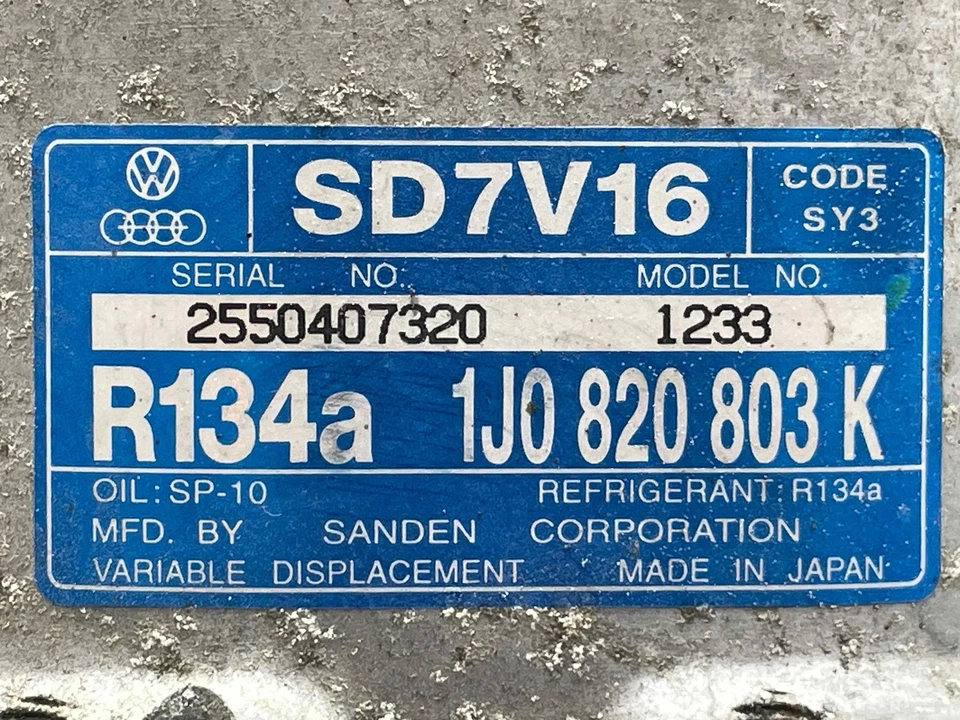 SD7V16
CODE
SY3
SERIAL NO. MODEL NO.
2550407320 1233
R134a 1J0 820 803 K
OIL: SP-10 REFRIGERANT: R134a
MFD. BY SANDEN CORPORATION
VARIABLE DISPLACEMENT MADE IN JAPAN